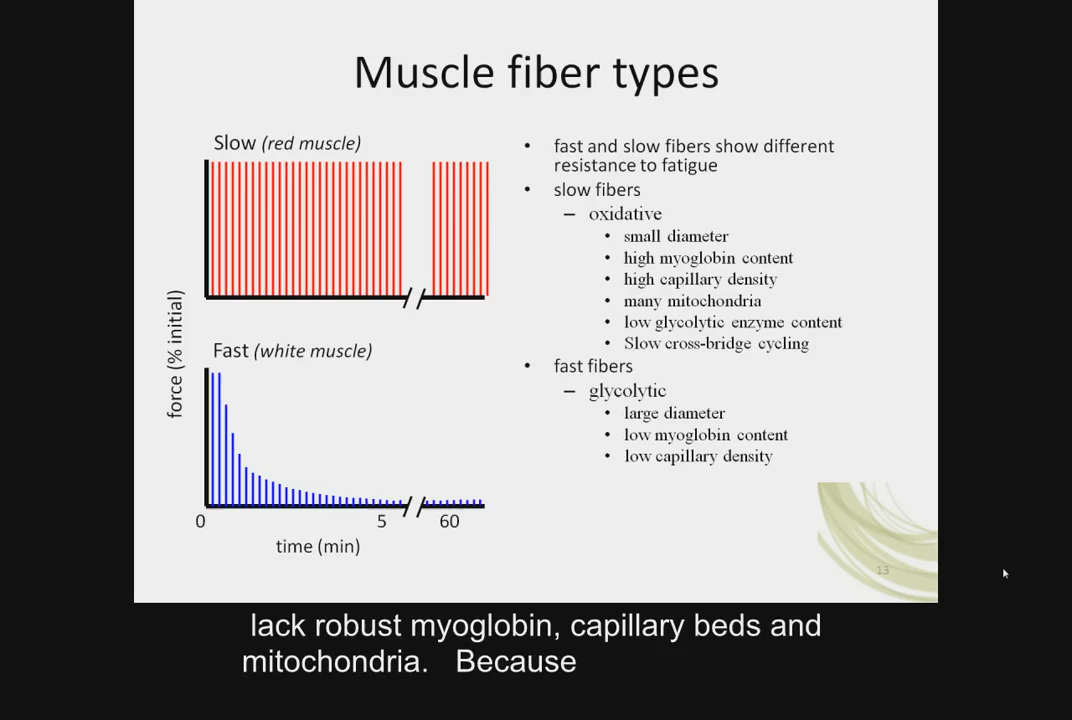 Muscle fiber types
Slow (red muscle)
force (% initial)
Fast (white muscle)
0 5 60
time (min)
• fast and slow fibers show different
resistance to fatigue
• slow fibers
– oxidative
• small diameter
• high myoglobin content
• high capillary density
• many mitochondria
• low glycolytic enzyme content
• Slow cross-bridge cycling
• fast fibers
– glycolytic
• large diameter
• low myoglobin content
• low capillary density
13
lack robust myoglobin, capillary beds and
mitochondria. Because